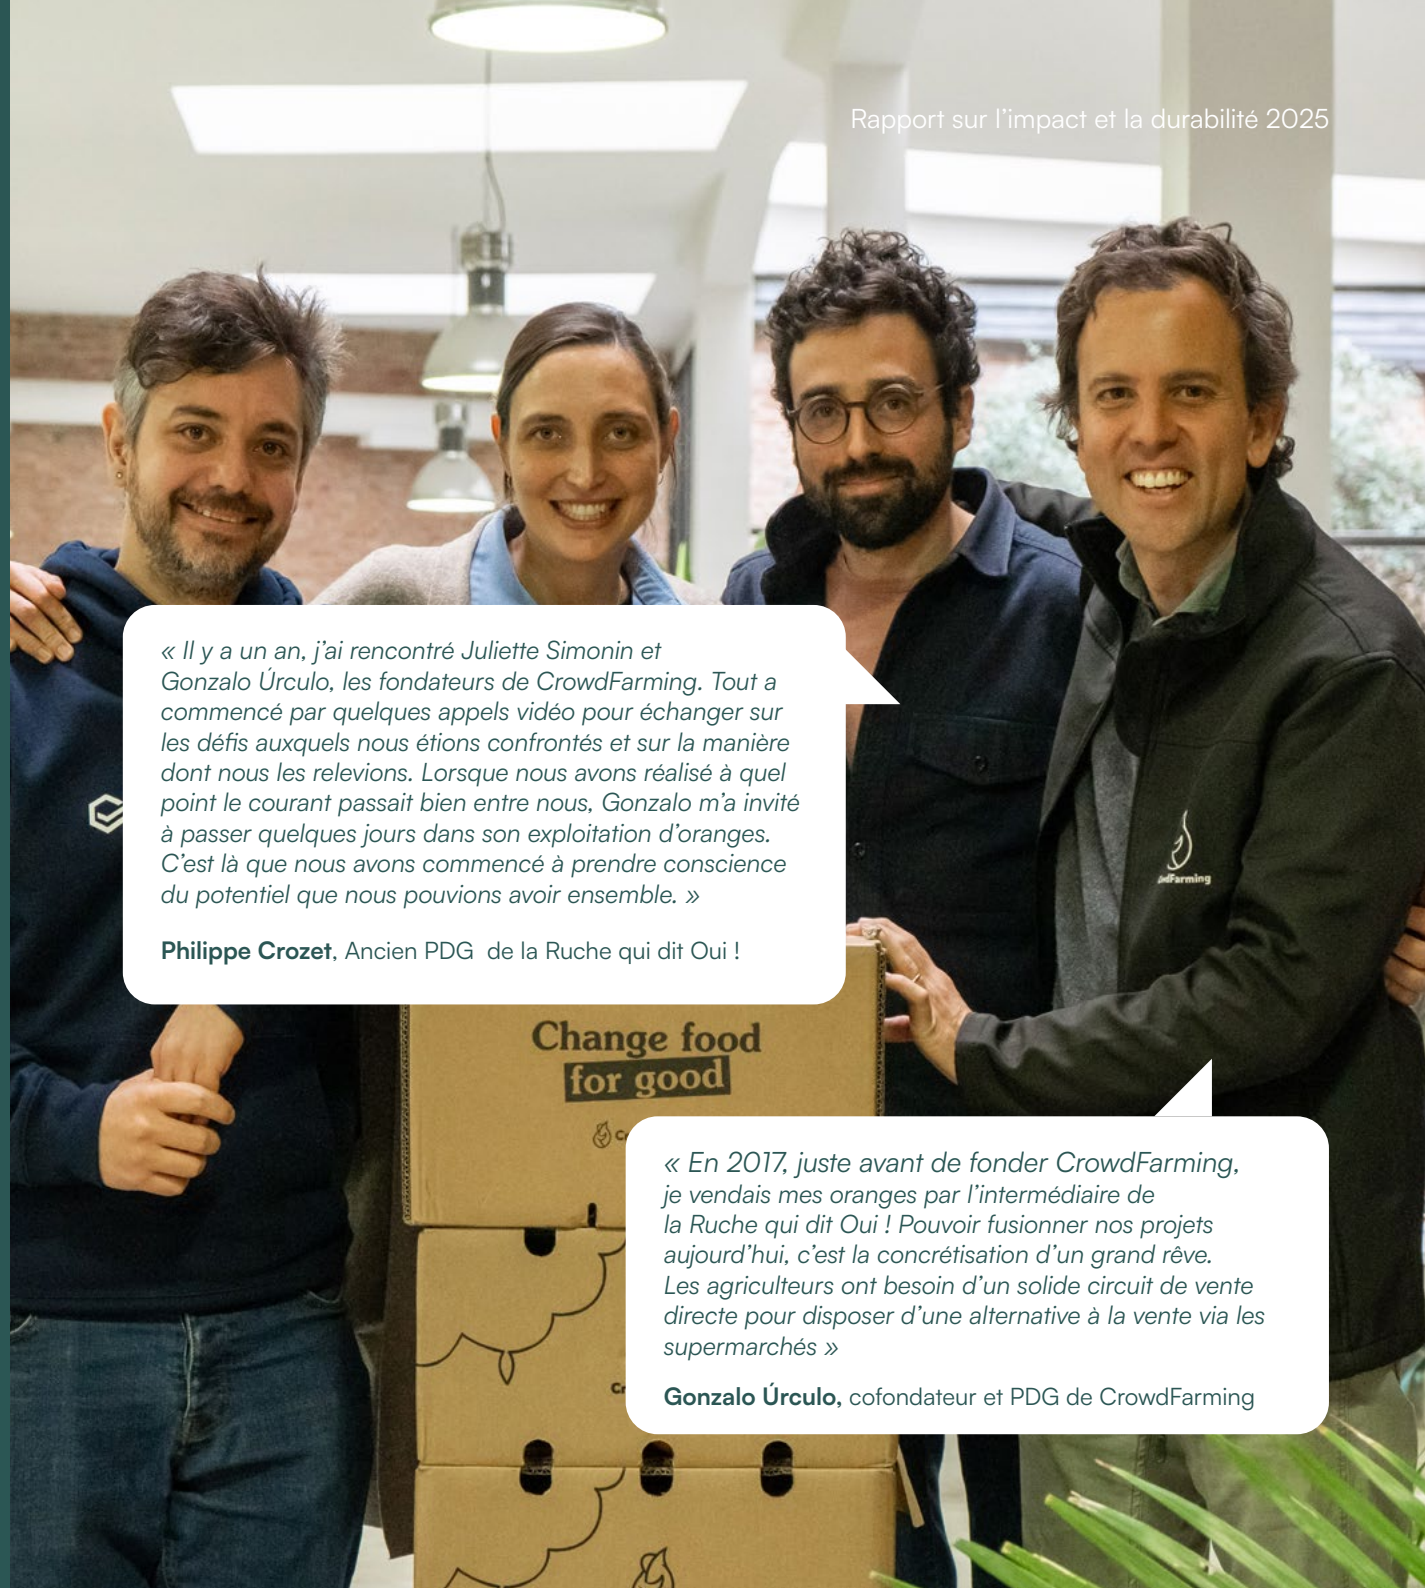 Rapport sur l’impact et la durabilité 2025
« Il y a un an, j’ai rencontré Juliette Simonin et
Gonzalo Úrculo, les fondateurs de CrowdFarming. Tout a
commencé par quelques appels vidéo pour échanger sur
les défis auxquels nous étions confrontés et sur la manière
dont nous les relevions. Lorsque nous avons réalisé à quel
point le courant passait bien entre nous, Gonzalo m’a invité
à passer quelques jours dans son exploitation d’oranges.
C’est là que nous avons commencé à prendre conscience
du potentiel que nous pouvions avoir ensemble. »
Philippe Crozet, Ancien PDG de la Ruche qui dit Oui !
Change food
for good
« En 2017, juste avant de fonder CrowdFarming,
je vendais mes oranges par l’intermédiaire de
la Ruche qui dit Oui ! Pouvoir fusionner nos projets
aujourd’hui, c’est la concrétisation d’un grand rêve.
Les agriculteurs ont besoin d’un solide circuit de vente
directe pour disposer d’une alternative à la vente via les
supermarchés »
Gonzalo Úrculo, cofondateur et PDG de CrowdFarming